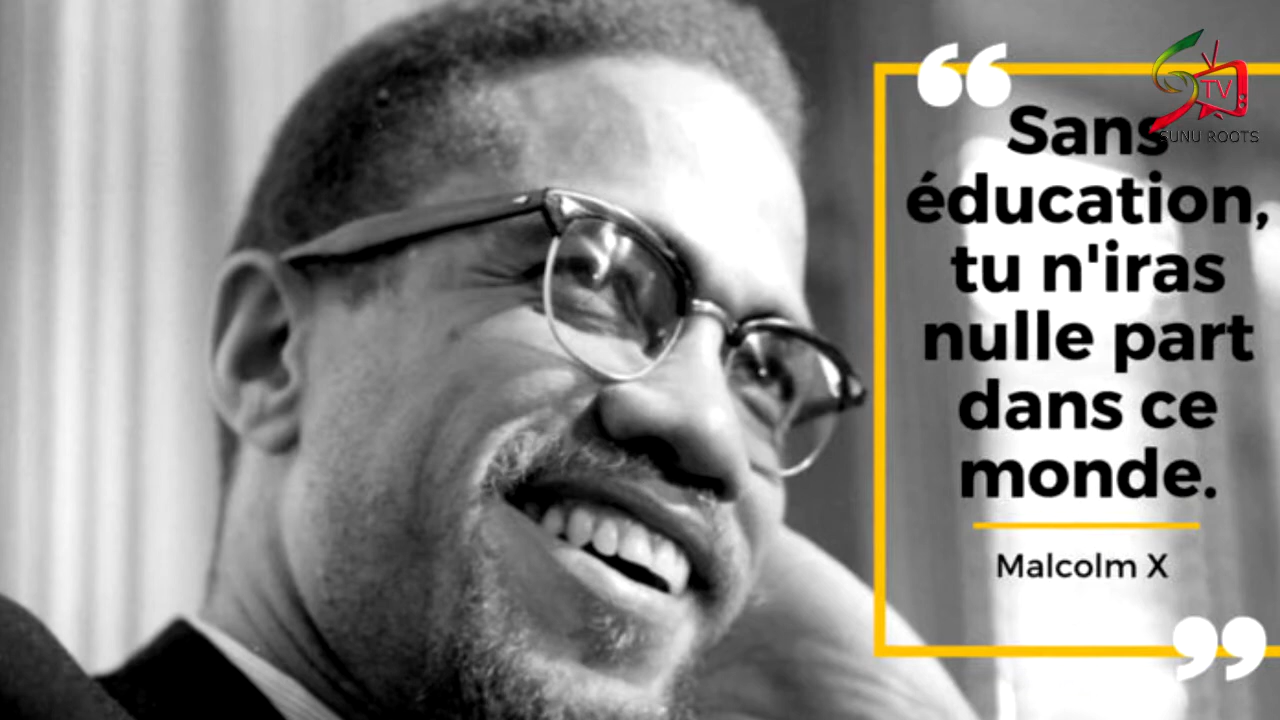 “
Sans
éducation,
tu n'iras
nulle part
dans ce
monde.
Malcolm X
”
TV
SUNU ROOTS